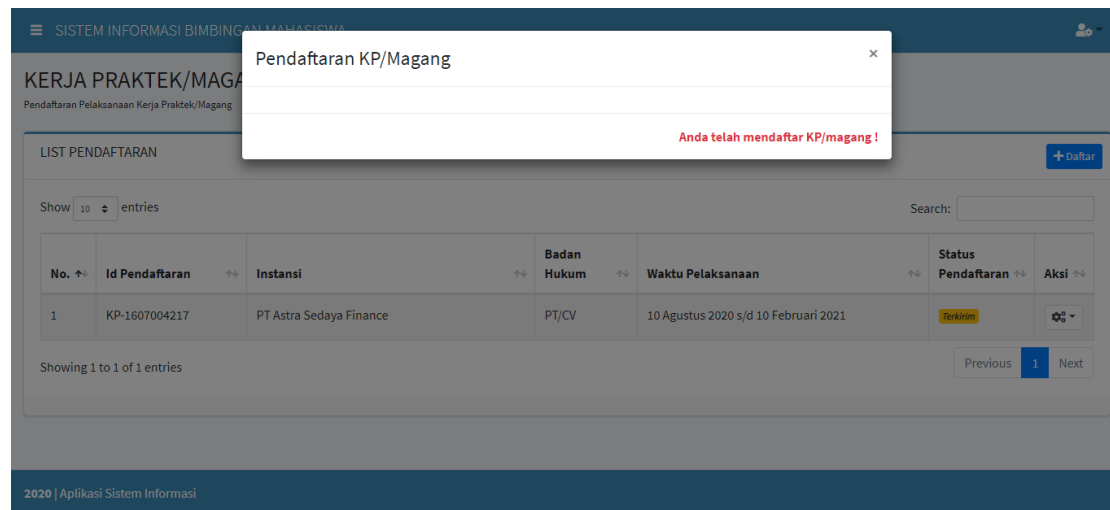 SISTEM INFORMASI BIMBINGAN MAHASISWA
Pendaftaran KP/Magang ×
KERJA PRAKTEK/MAGA
Pendaftaran Pelaksanaan Kerja Praktek/Magang
Anda telah mendaftar KP/magang !
LIST PENDAFTARAN
+ Daftar
Show 10 entries
Search:
No. Id Pendaftaran Instansi Badan Hukum Waktu Pelaksanaan Status Pendaftaran Aksi
1 KP-1607004217 PT Astra Sedaya Finance PT/CV 10 Agustus 2020 s/d 10 Februari 2021 Terkirim
Showing 1 to 1 of 1 entries
Previous 1 Next
2020 | Aplikasi Sistem Informasi